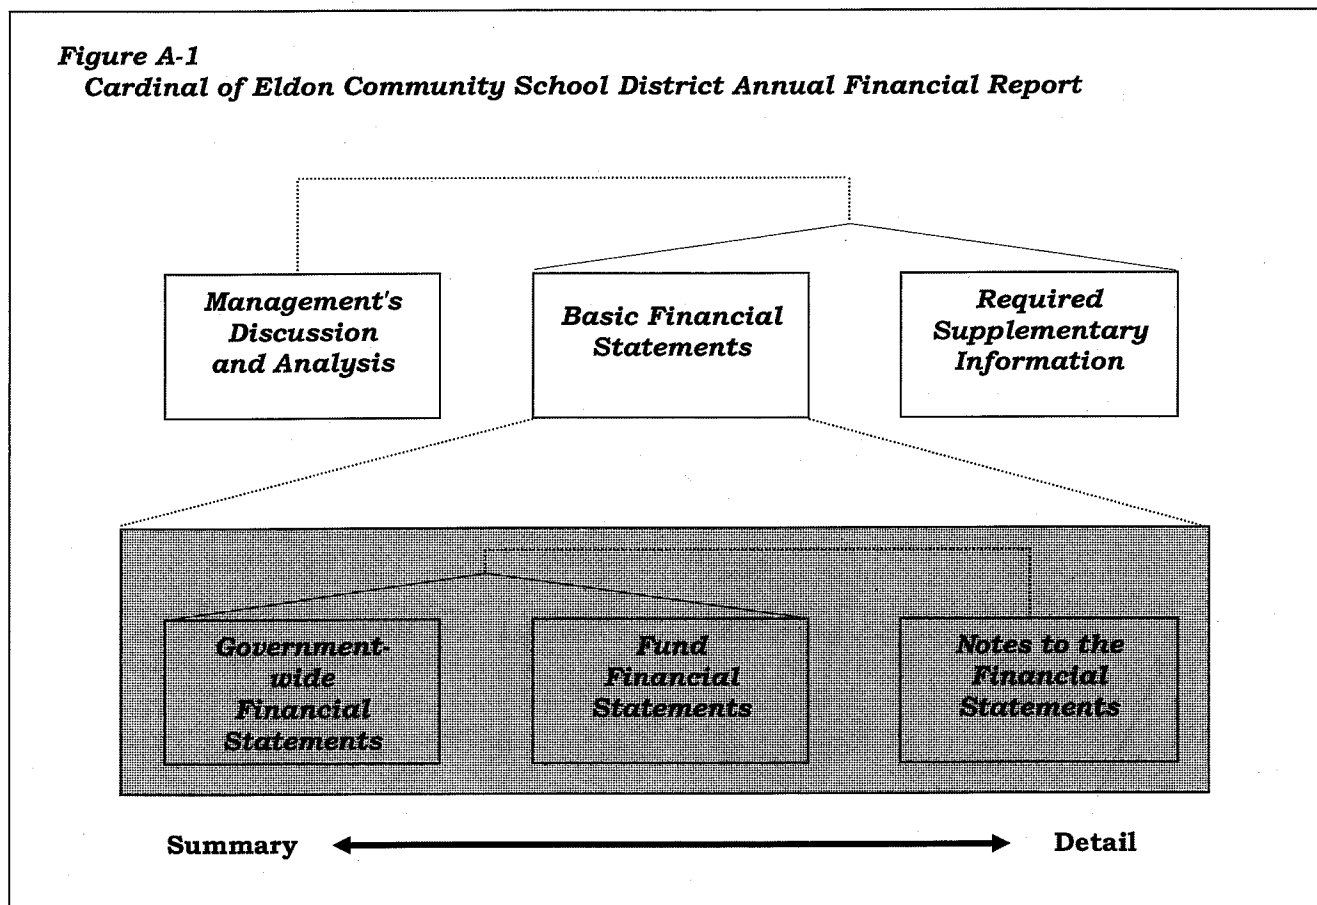 Figure A-1
Cardinal of Eldon Community School District Annual Financial Report
Management's
Discussion
and Analysis
Basic Financial
Statements
Required
Supplementary
Information
Government-
wide
Financial
Statements
Fund
Financial
Statements
Notes to the
Financial
Statements
Summary
Detail